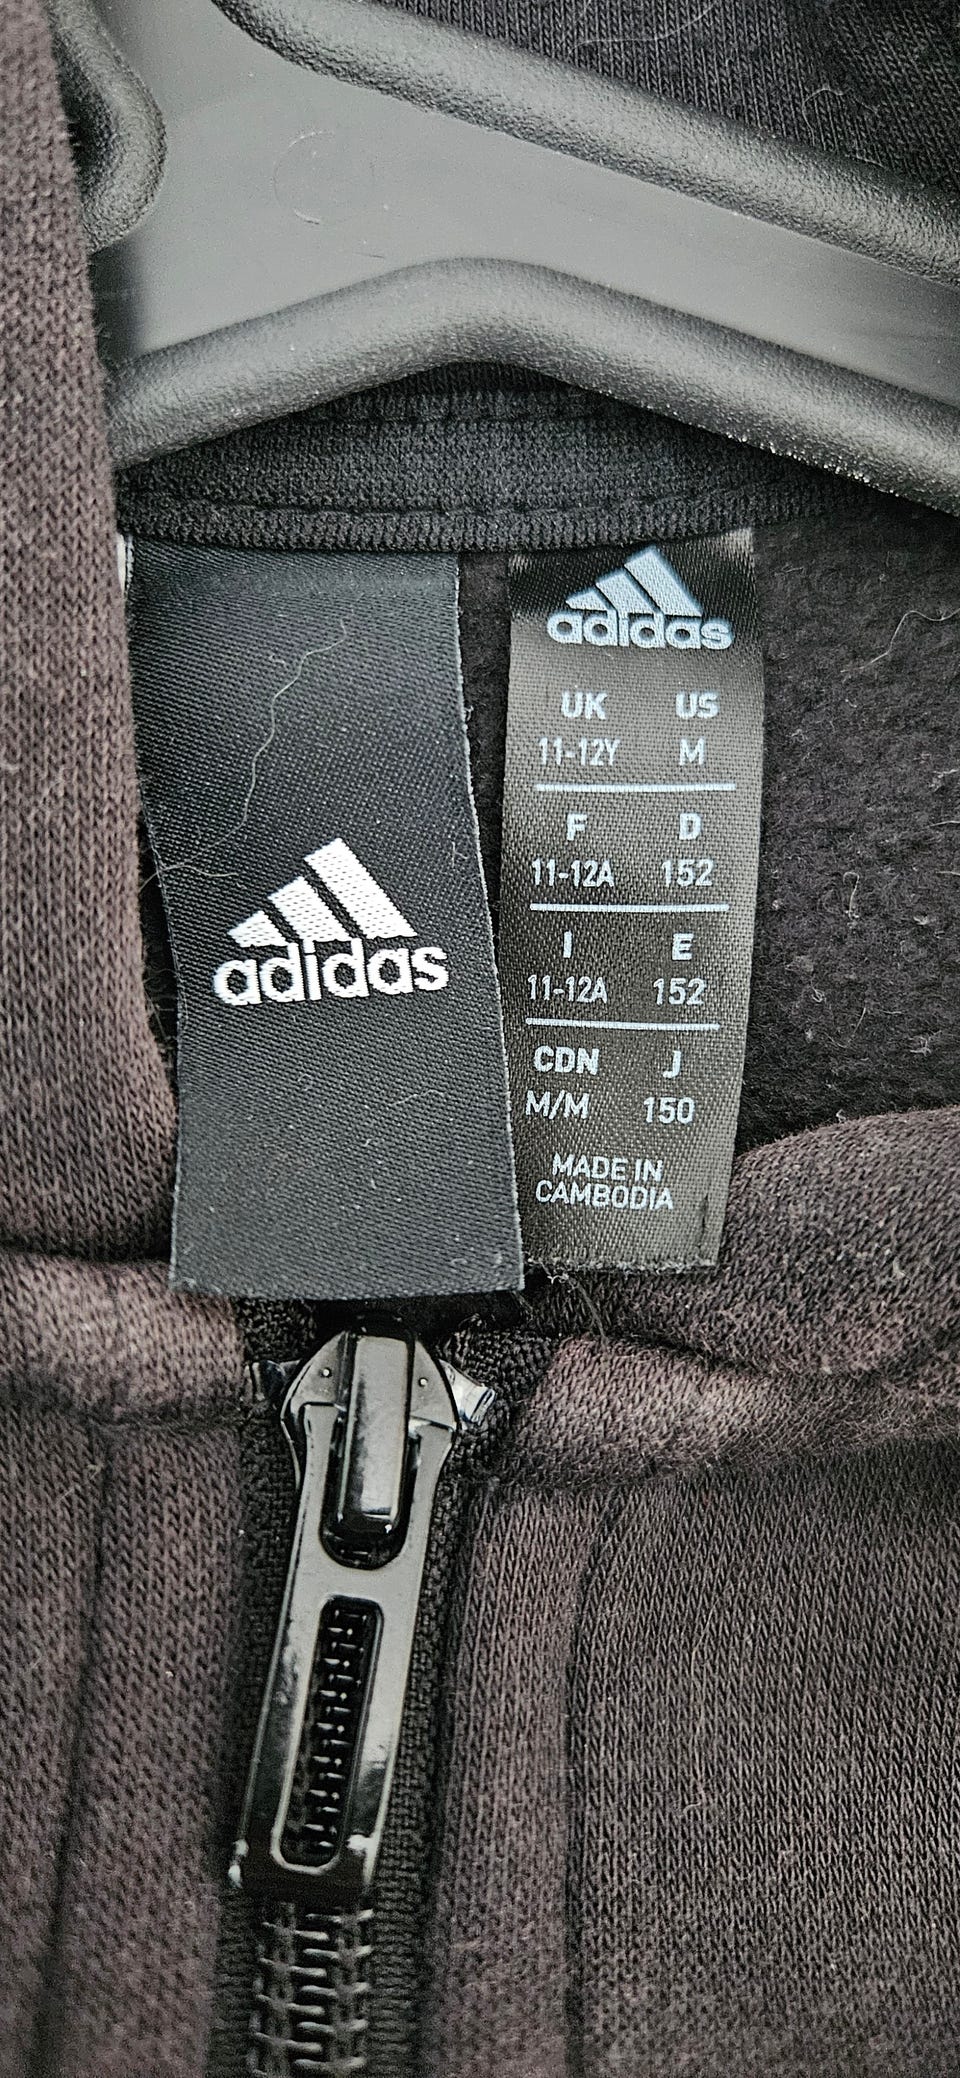 adidas
adidas
UK US
11-12Y M
F D
11-12A 152
I E
11-12A 152
CDN J
M/M 150
MADE IN
CAMBODIA